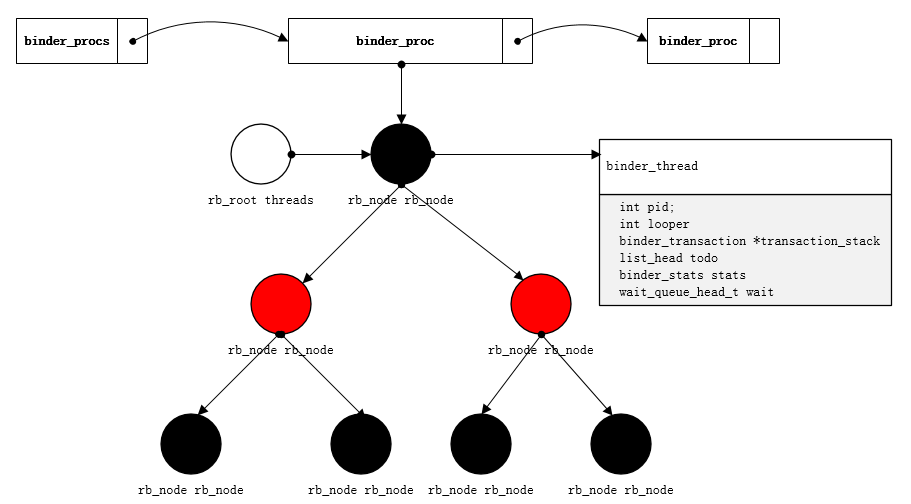 binder_procs
binder_proc
binder_proc
binder_thread
rb_root threads
rb_node rb_node
int pid;
int looper
binder_transaction *transaction_stack
list_head todo
binder_stats stats
wait_queue_head_t wait
rb_node rb_node
rb_node rb_node
rb_node rb_node
rb_node rb_node
rb_node rb_node
rb_node rb_node